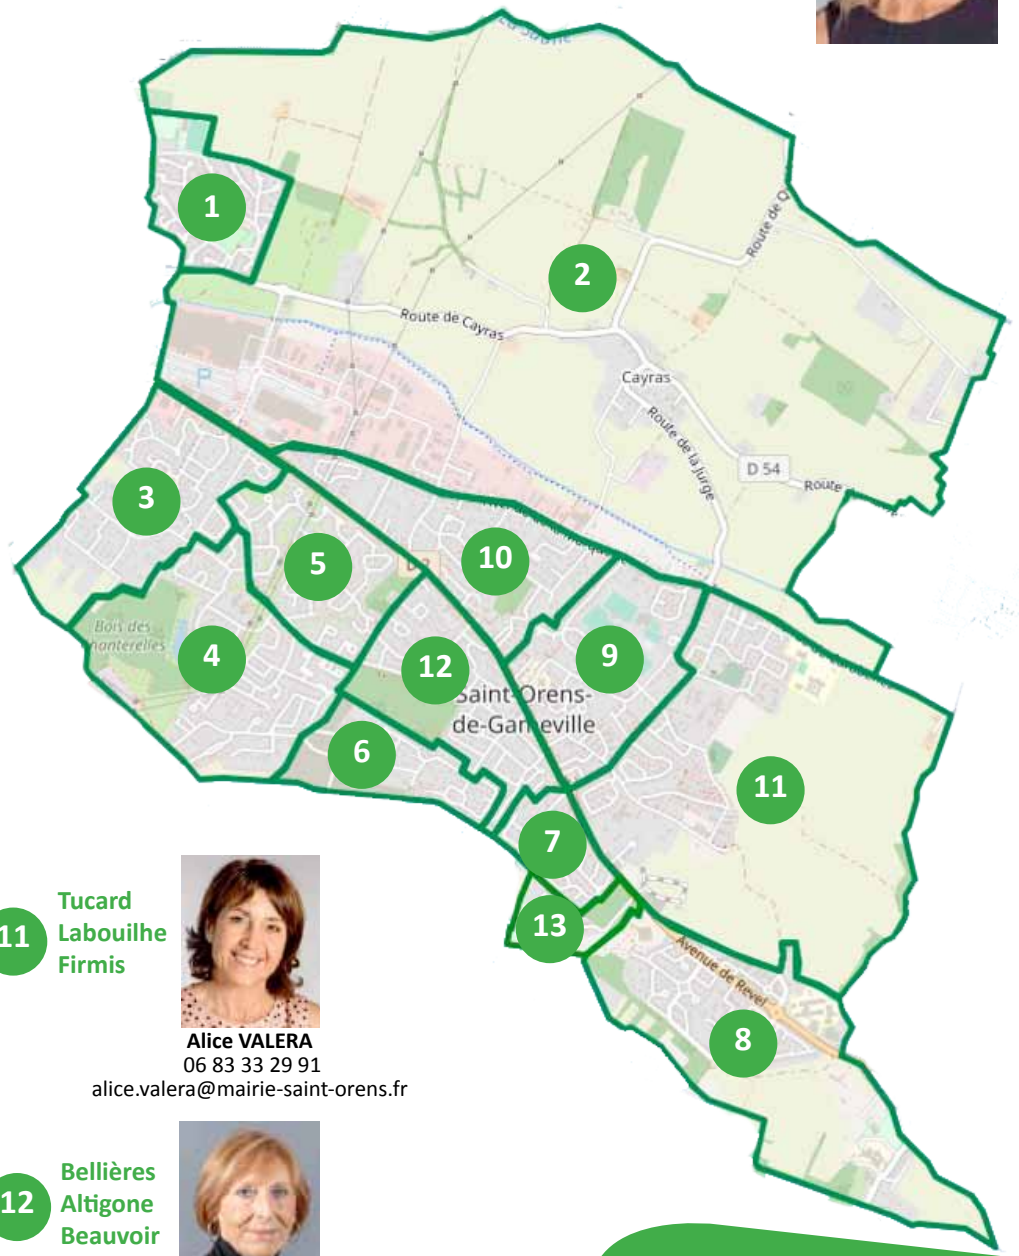 1
2
Route de Cayras
Cayras
Route de la Jurge
D 54
Route
3
5
10
4
12
9
Saint-Orens-
de-Gameville
6
11
7
13
Avenue de Revel
8
P
Bois des
11
Tucard
Labouilhe
Firmis
Alice VALERA
06 83 33 29 91
alice.valera@mairie-saint-orens.fr
12
Bellières
Altigone
Beauvoir